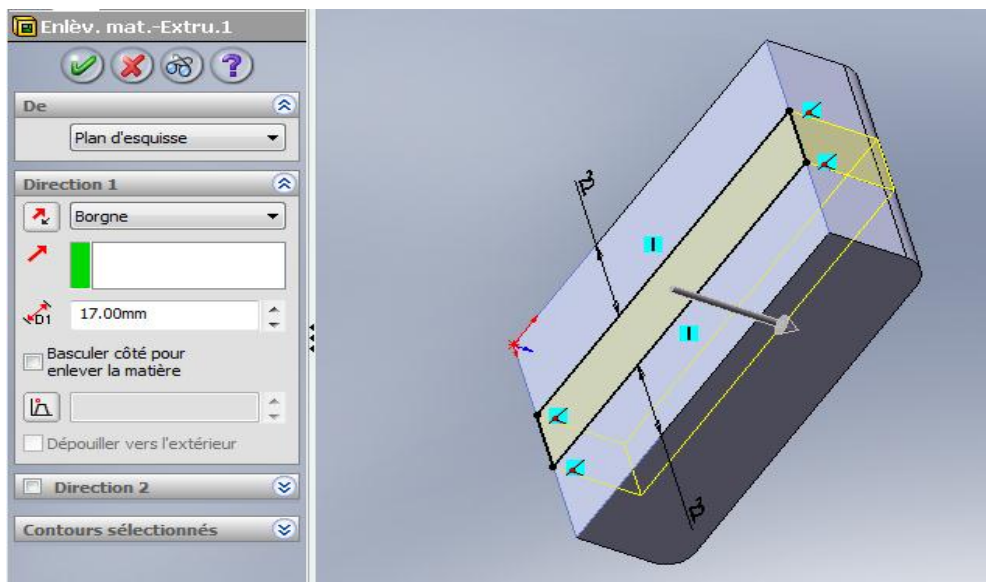 Enlèv. mat.-Extru.1
De
Plan d'esquisse
Direction 1
Borgne
D1
17.00mm
Basculer côté pour
enlever la matière
Dépouiller vers l'extérieur
Direction 2
Contours sélectionnés